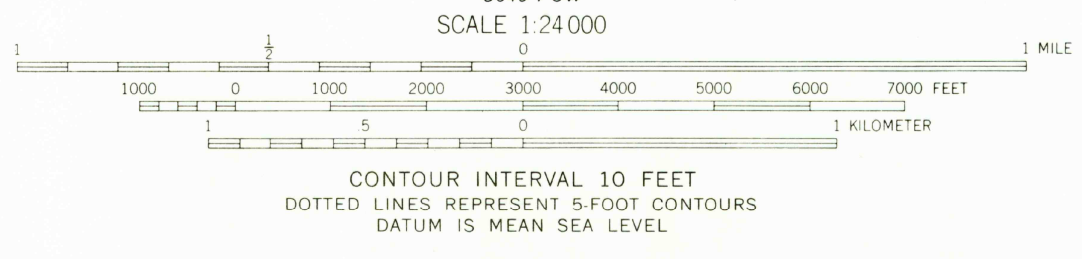 SCALE 1:24 000
1 ½ 0 1 MILE
1000 0 1000 2000 3000 4000 5000 6000 7000 FEET
1 .5 0 1 KILOMETER
CONTOUR INTERVAL 10 FEET
DOTTED LINES REPRESENT 5-FOOT CONTOURS
DATUM IS MEAN SEA LEVEL